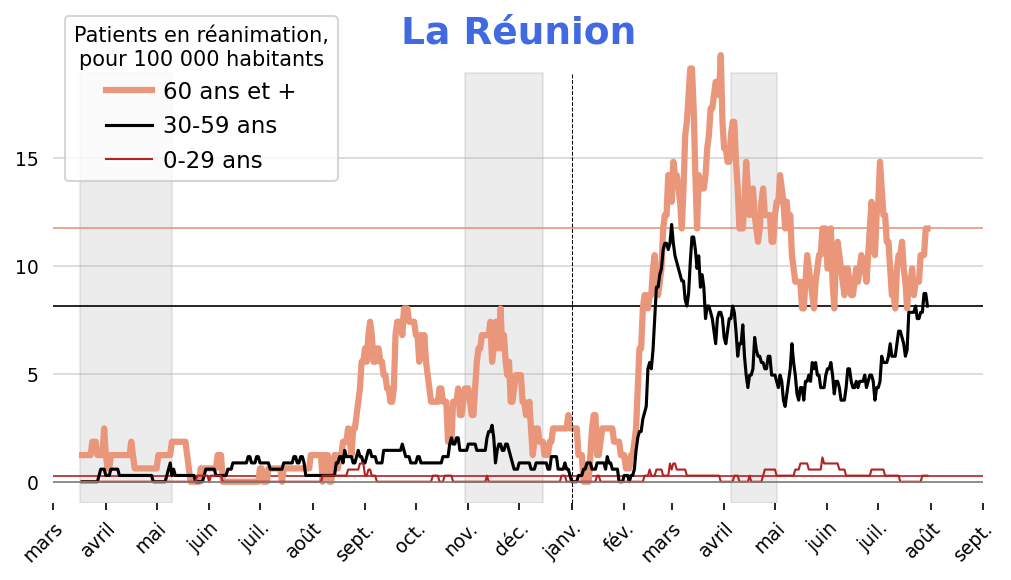 La Réunion
Patients en réanimation,
pour 100 000 habitants
60 ans et +
30-59 ans
0-29 ans
15
10
5
0
mars avril mai juin juil. août sept. oct. nov. déc. janv. fév. mars avril mai juin juil. août sept.